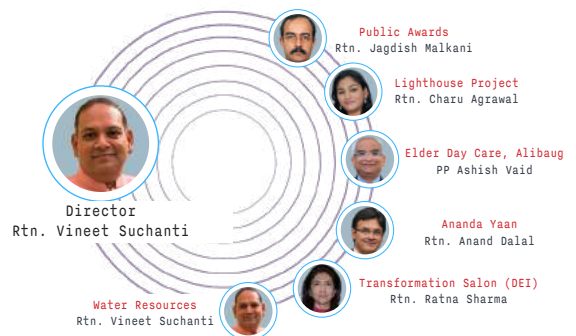 Public Awards
Rtn. Jagdish Malkani
Lighthouse Project
Rtn. Charu Agrawal
Elder Day Care, Alibaug
PP Ashish Vaid
Director
Rtn. Vineet Suchanti
Ananda Yaan
Rtn. Anand Dalal
Transformation Salon (DEI)
Rtn. Ratna Sharma
Water Resources
Rtn. Vineet Suchanti